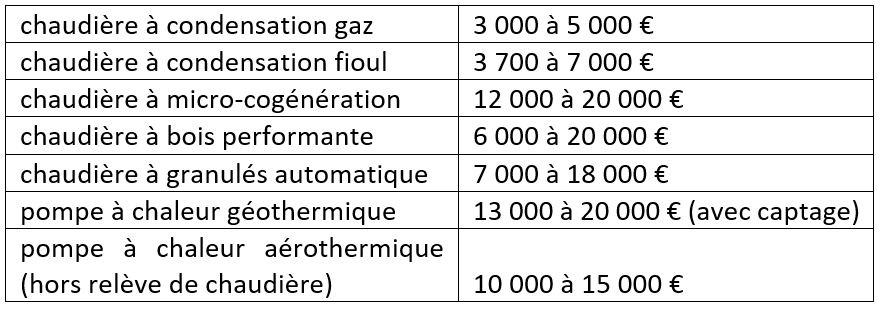 chaudière à condensation gaz 3 000 à 5 000 €
chaudière à condensation fioul 3 700 à 7 000 €
chaudière à micro-cogénération 12 000 à 20 000 €
chaudière à bois performante 6 000 à 20 000 €
chaudière à granulés automatique 7 000 à 18 000 €
pompe à chaleur géothermique 13 000 à 20 000 € (avec captage)
pompe à chaleur aérothermique
(hors relève de chaudière) 10 000 à 15 000 €